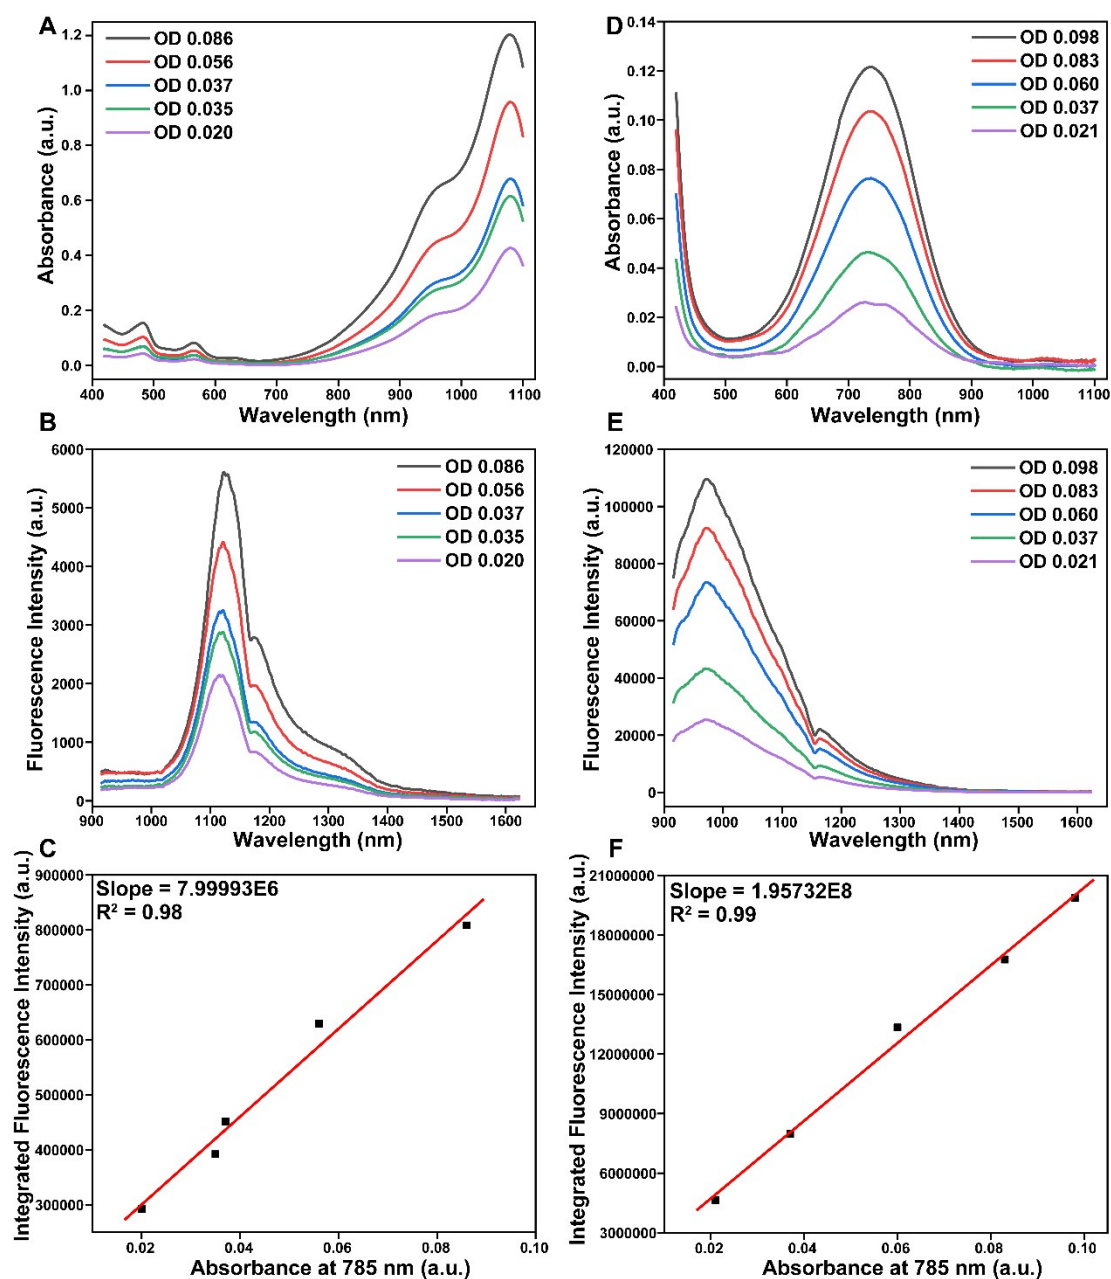 A
OD 0.086
OD 0.056
OD 0.037
OD 0.035
OD 0.020
1.2
1.0
0.8
0.6
0.4
0.2
0.0
Absorbance (a.u.)
400 500 600 700 800 900 1000 1100
Wavelength (nm)
D
OD 0.098
OD 0.083
OD 0.060
OD 0.037
OD 0.021
0.14
0.12
0.10
0.08
0.06
0.04
0.02
0.00
Absorbance (a.u.)
400 500 600 700 800 900 1000 1100
Wavelength (nm)
B
OD 0.086
OD 0.056
OD 0.037
OD 0.035
OD 0.020
6000
5000
4000
3000
2000
1000
0
Fluorescence Intensity (a.u.)
900 1000 1100 1200 1300 1400 1500 1600
Wavelength (nm)
E
OD 0.098
OD 0.083
OD 0.060
OD 0.037
OD 0.021
120000
100000
80000
60000
40000
20000
0
Fluorescence Intensity (a.u.)
900 1000 1100 1200 1300 1400 1500 1600
Wavelength (nm)
C
Slope = 7.99993E6
R² = 0.98
900000
800000
700000
600000
500000
400000
300000
Integrated Fluorescence Intensity (a.u.)
0.02 0.04 0.06 0.08 0.10
Absorbance at 785 nm (a.u.)
F
Slope = 1.95732E8
R² = 0.99
21000000
18000000
15000000
12000000
9000000
6000000
3000000
Integrated Fluorescence Intensity (a.u.)
0.02 0.04 0.06 0.08 0.10
Absorbance at 785 nm (a.u.)